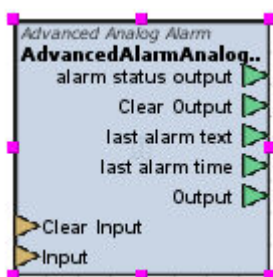 Advanced Analog Alarm
AdvancedAlarmAnalog..
alarm status output
Clear Output
last alarm text
last alarm time
Output
Clear Input
Input